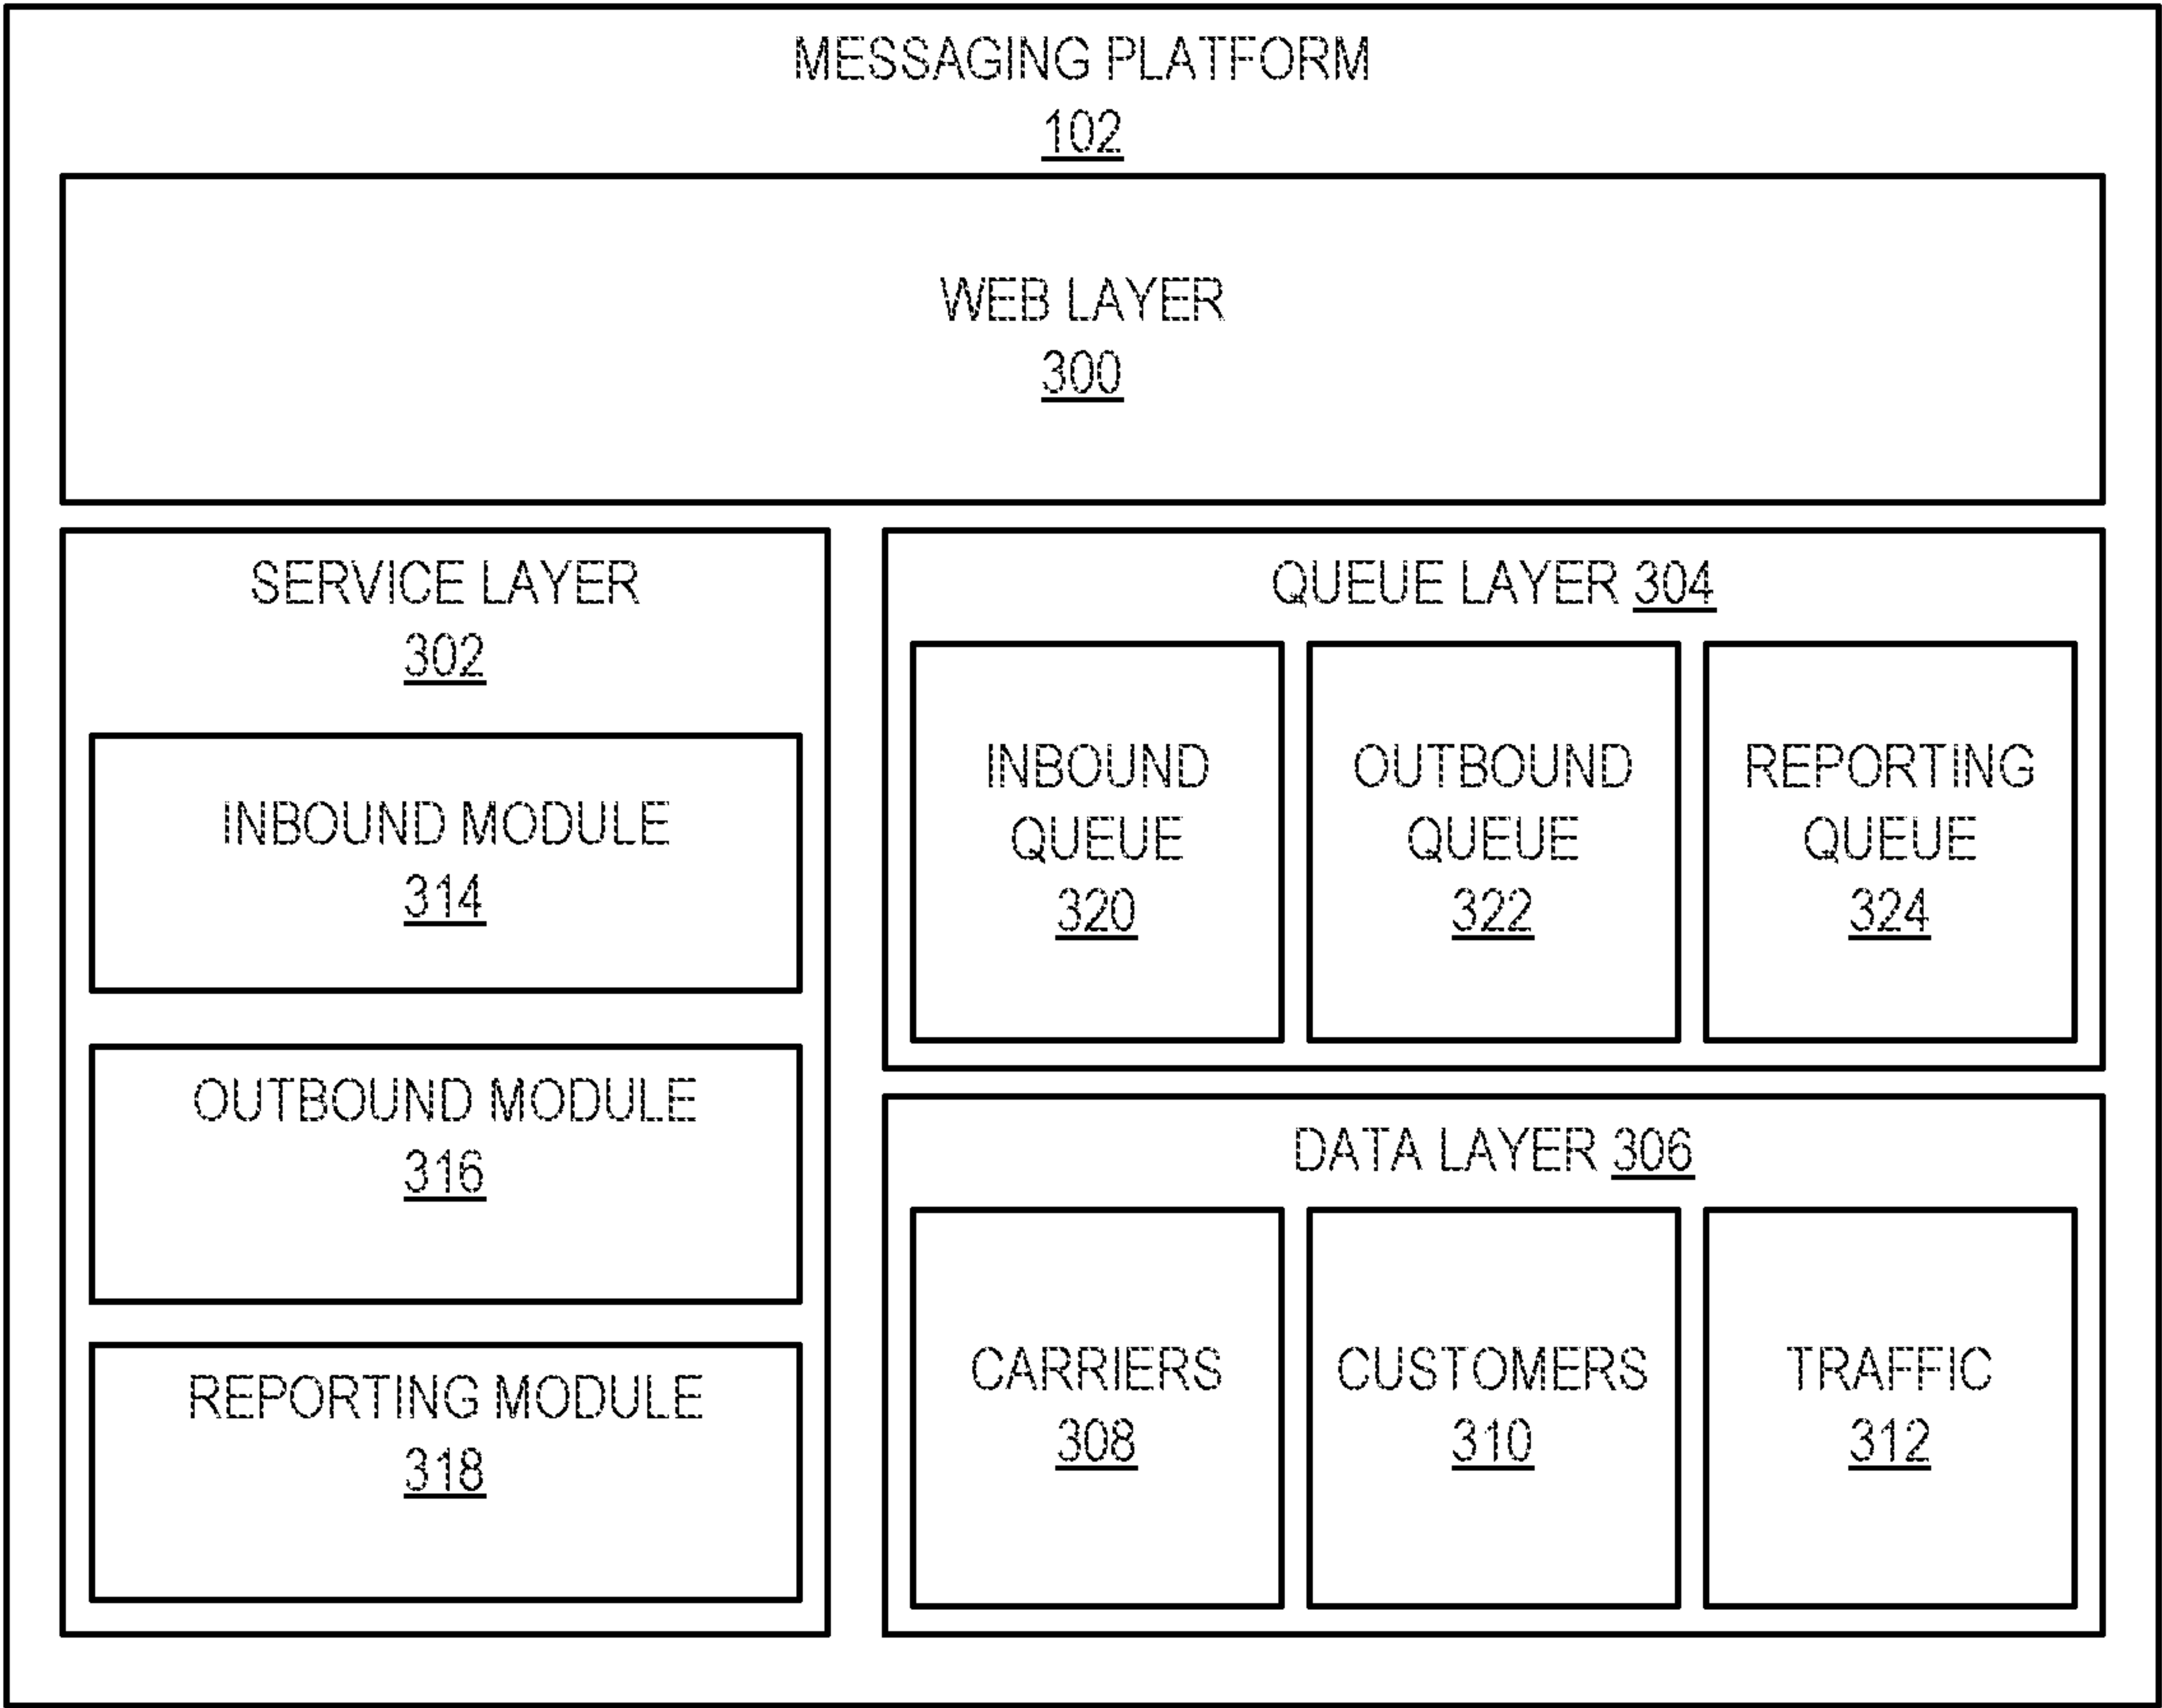 MESSAGING PLATFORM
102
WEB LAYER
300
SERVICE LAYER
302
INBOUND MODULE
314
OUTBOUND MODULE
316
REPORTING MODULE
318
QUEUE LAYER 304
INBOUND
QUEUE
320
OUTBOUND
QUEUE
322
REPORTING
QUEUE
324
DATA LAYER 306
CARRIERS
308
CUSTOMERS
310
TRAFFIC
312